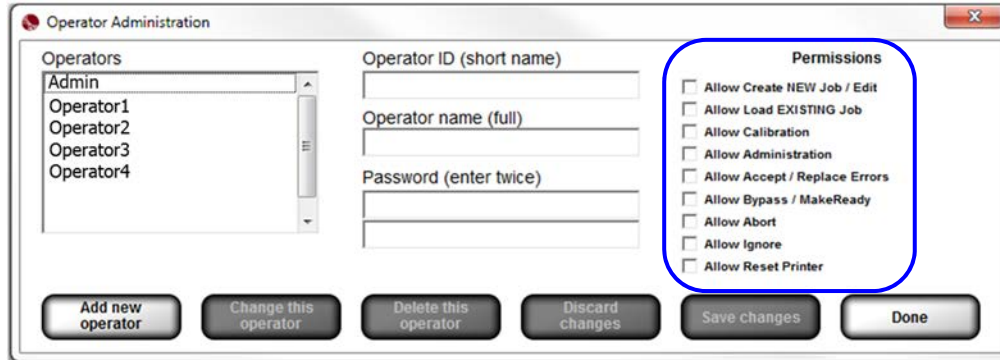 Operator Administration
Operators
Admin
Operator1
Operator2
Operator3
Operator4
Operator ID (short name)
Operator name (full)
Password (enter twice)
Permissions
Allow Create NEW Job / Edit
Allow Load EXISTING Job
Allow Calibration
Allow Administration
Allow Accept / Replace Errors
Allow Bypass / MakeReady
Allow Abort
Allow Ignore
Allow Reset Printer
Add new
operator
Change this
operator
Delete this
operator
Discard
changes
Save changes
Done